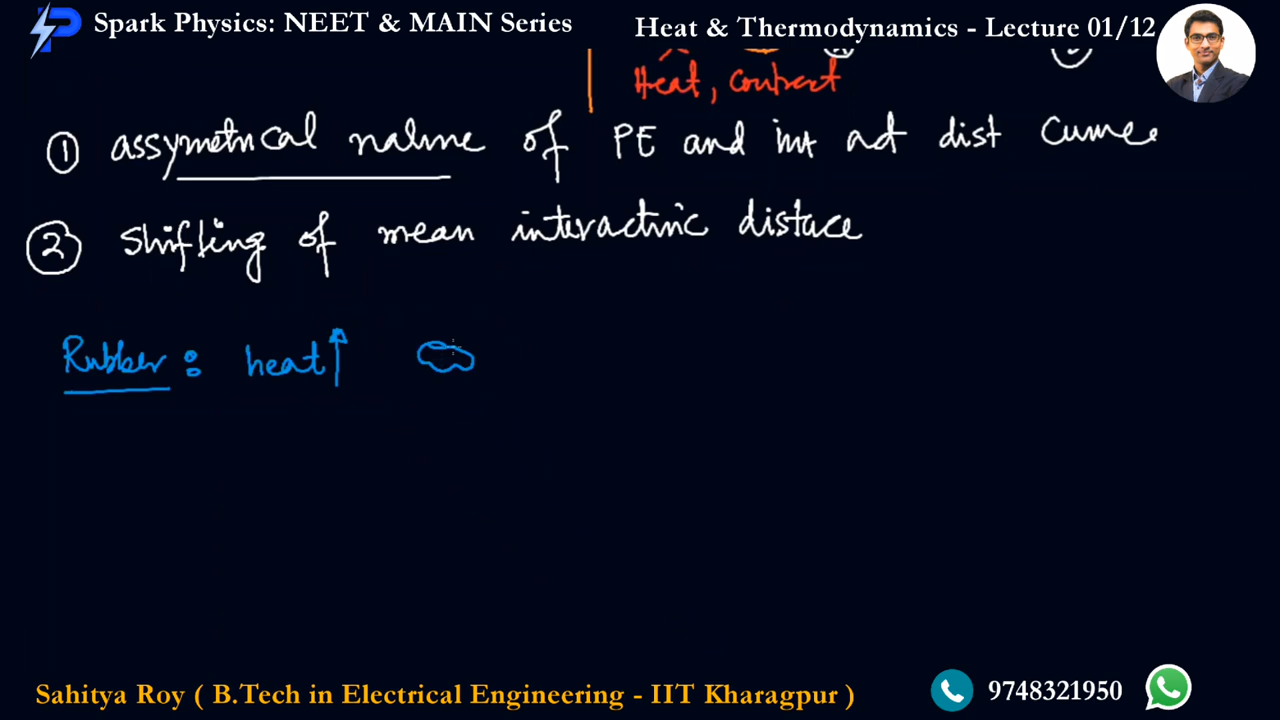 Spark Physics: NEET & MAIN Series
Heat & Thermodynamics - Lecture 01/12
Heat, Contract
① assymetrical nature of PE and int at dist curve
② Shifting of mean interactric distace
Rubber : heat ↑
Sahitya Roy ( B.Tech in Electrical Engineering - IIT Kharagpur )
9748321950